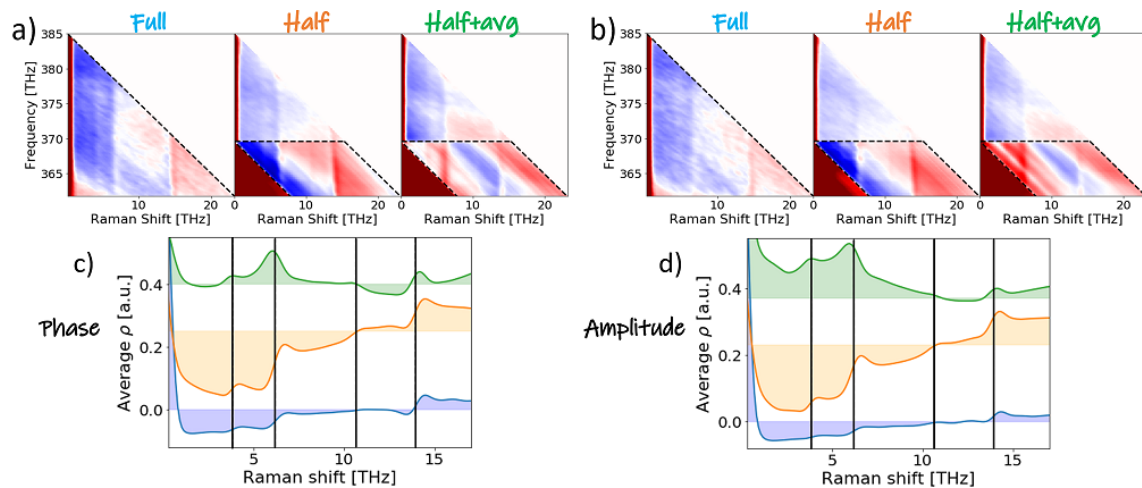 a)
Full
Half
Half+avg
b)
Full
Half
Half+avg
385
380
375
370
365
Frequency [THz]
10
20
0
10
20
0
10
20
Raman Shift [THz]
Raman Shift [THz]
Raman Shift [THz]
385
380
375
370
365
Frequency [THz]
10
20
0
10
20
0
10
20
Raman Shift [THz]
Raman Shift [THz]
Raman Shift [THz]
c)
Phase
0.4
0.2
0.0
Average ρ [a.u.]
5
10
15
Raman shift [THz]
d)
Amplitude
0.4
0.2
0.0
Average ρ [a.u.]
5
10
15
Raman shift [THz]